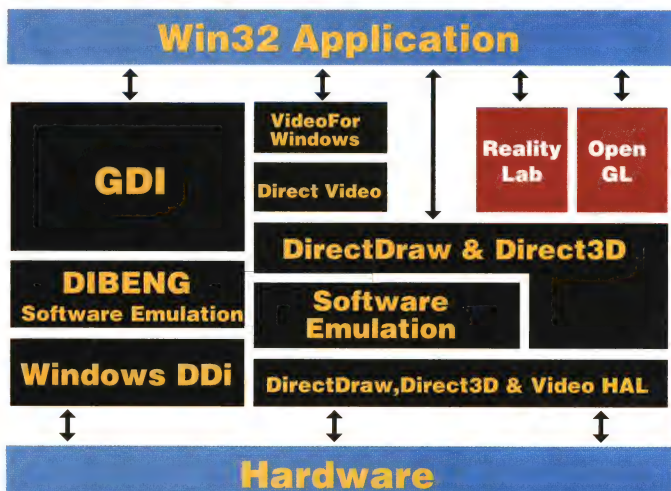 Win32 Application
GDI
VideoFor
Windows
Direct Video
Reality
Lab
Open
GL
DirectDraw & Direct3D
DIBENG
Software Emulation
Software
Emulation
Windows DDi
DirectDraw,Direct3D & Video HAL
Hardware